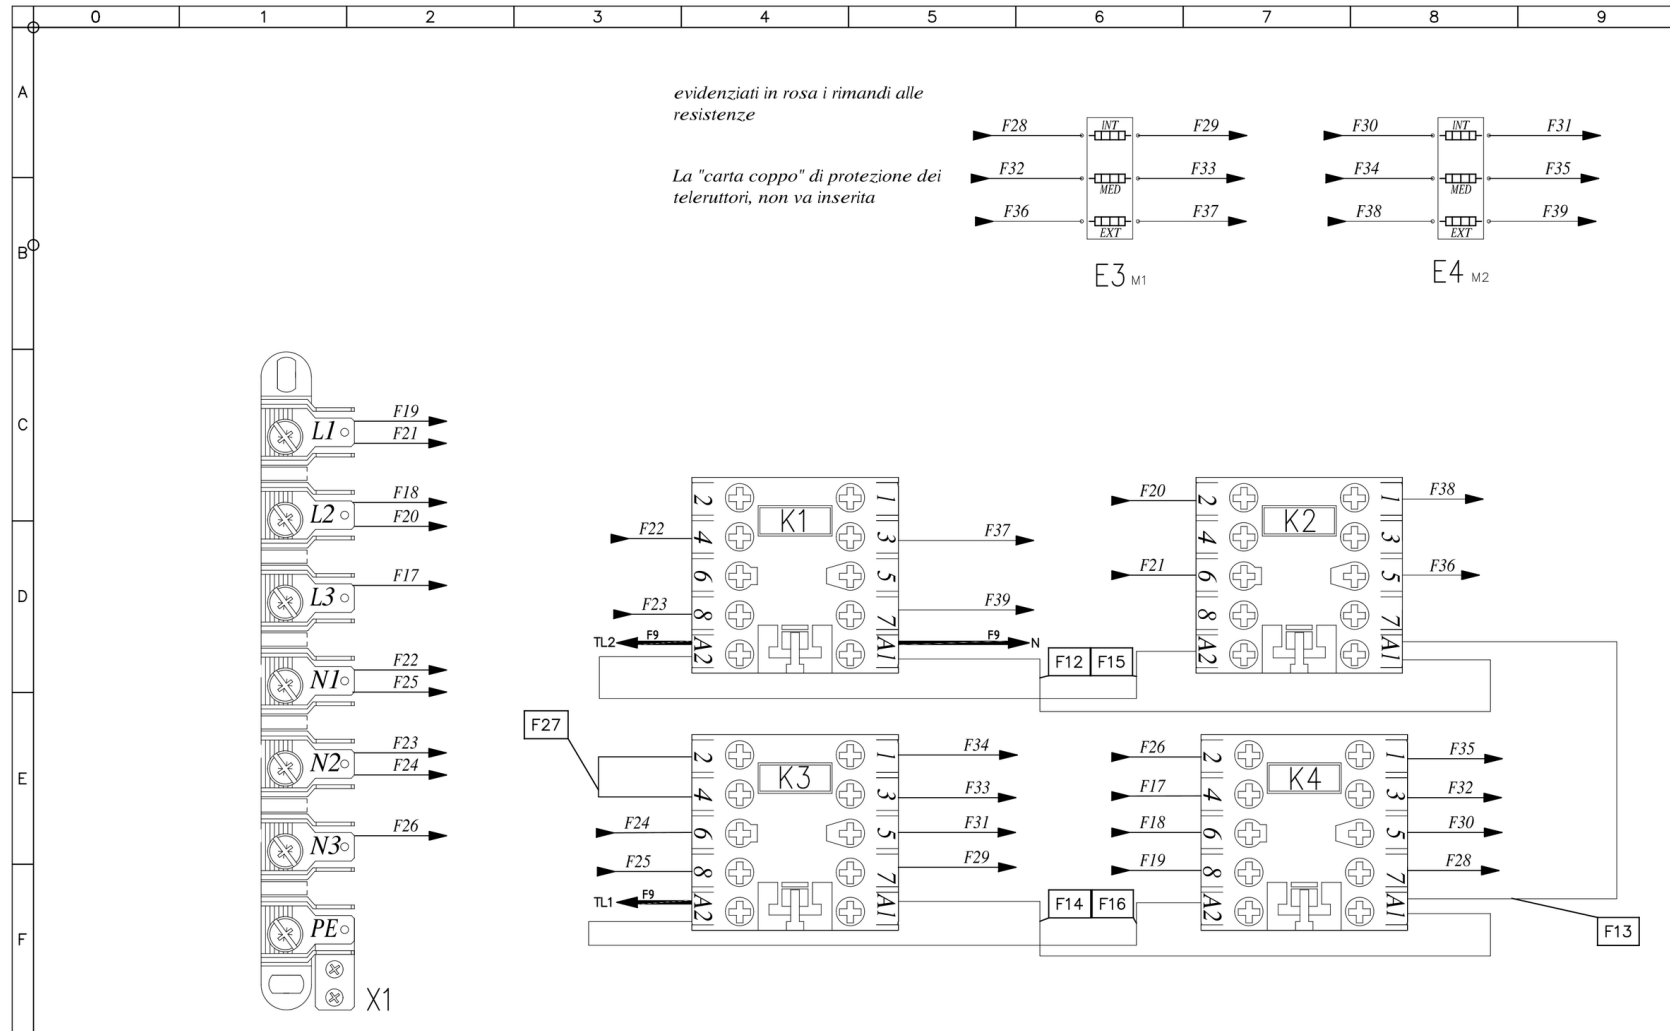 0 1 2 3 4 5 6 7 8 9
A
evidenziati in rosa i rimandi alle
resistenze
F28 INT F29 F30 INT F31
La "carta coppo" di protezione dei
teleruttori, non va inserita
F32 MED F33 F34 MED F35
F36 EXT F37 F38 EXT F39
B
E3 M1 E4 M2
C
L1 F19
F21
L2 F18
F20
D
L3 F17
N1 F22
F25
E
N2 F23
F24
N3 F26
F
PE
X1
K1
2 1
F22 4 3 F37
6 5
F23 8 7 F39
TL2 F9 A2 A1 F9 N
F12 F15
K2
F20 2 1 F38
4 3
F21 6 5 F36
8 7
A2 A1
F27
K3
2 1 F34
4 3 F33
F24 6 5 F31
F25 8 7 F29
TL1 F9 A2 A1
F14 F16
K4
F26 2 1 F35
F17 4 3 F32
F18 6 5 F30
F19 8 7 F28
A2 A1
F13